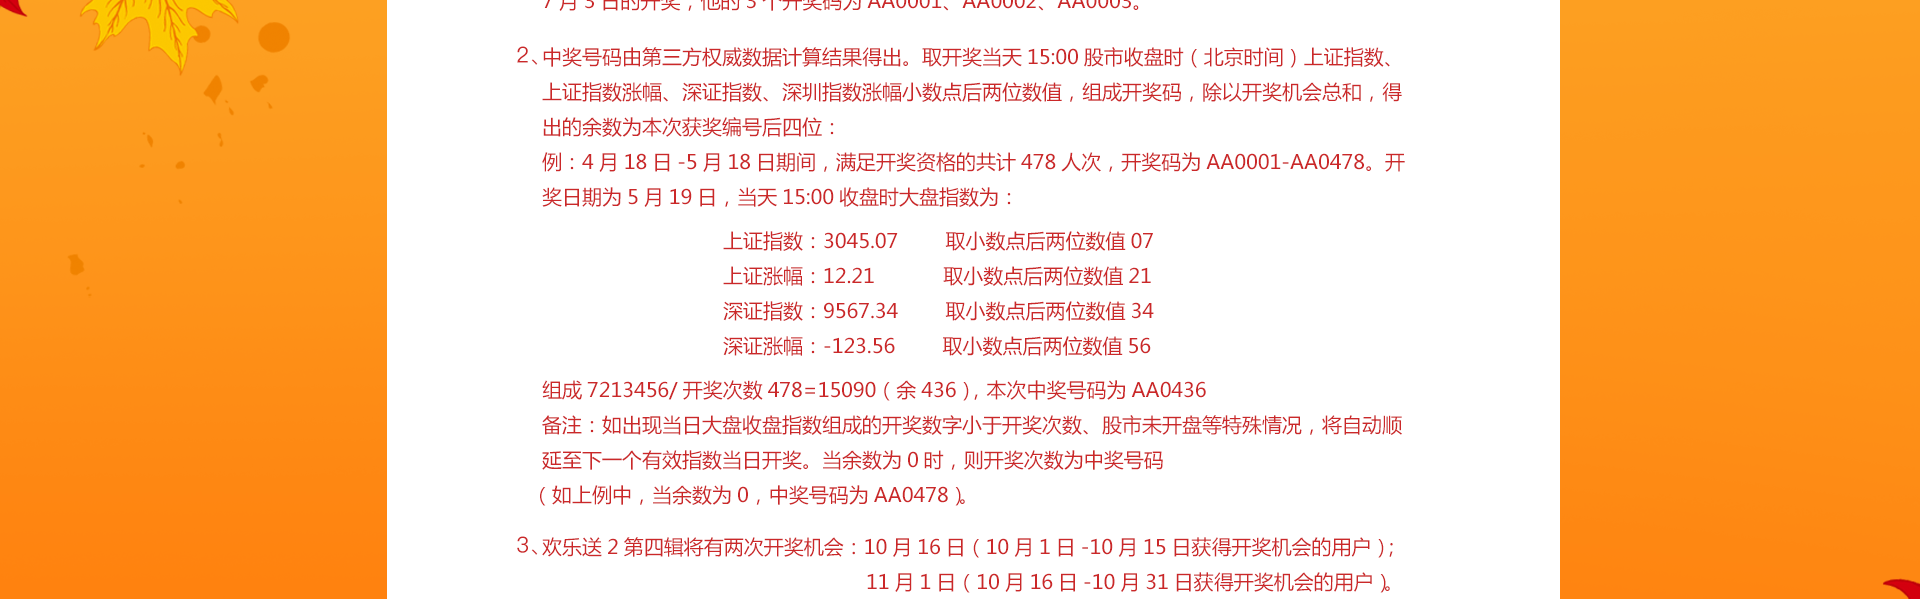 7 月 3 日的开奖，他的 3 个开奖码为 AA0001、AA0002、AA0003。
2、中奖号码由第三方权威数据计算结果得出。取开奖当天 15:00 股市收盘时（北京时间）上证指数、
上证指数涨幅、深证指数、深圳指数涨幅小数点后两位数值，组成开奖码，除以开奖机会总和，得
出的余数为本次获奖编号后四位：
例：4 月 18 日 -5 月 18 日期间，满足开奖资格的共计 478 人次，开奖码为 AA0001-AA0478。开
奖日期为 5 月 19 日，当天 15:00 收盘时大盘指数为：
上证指数：3045.07 取小数点后两位数值 07
上证涨幅：12.21 取小数点后两位数值 21
深证指数：9567.34 取小数点后两位数值 34
深证涨幅：-123.56 取小数点后两位数值 56
组成 7213456/ 开奖次数 478=15090（余 436），本次中奖号码为 AA0436
备注：如出现当日大盘收盘指数组成的开奖数字小于开奖次数、股市未开盘等特殊情况，将自动顺
延至下一个有效指数当日开奖。当余数为 0 时，则开奖次数为中奖号码
（如上例中，当余数为 0，中奖号码为 AA0478）。
3、欢乐送 2 第四辑将有两次开奖机会：10 月 16 日（10 月 1 日 -10 月 15 日获得开奖机会的用户）；
11 月 1 日（10 月 16 日 -10 月 31 日获得开奖机会的用户）。